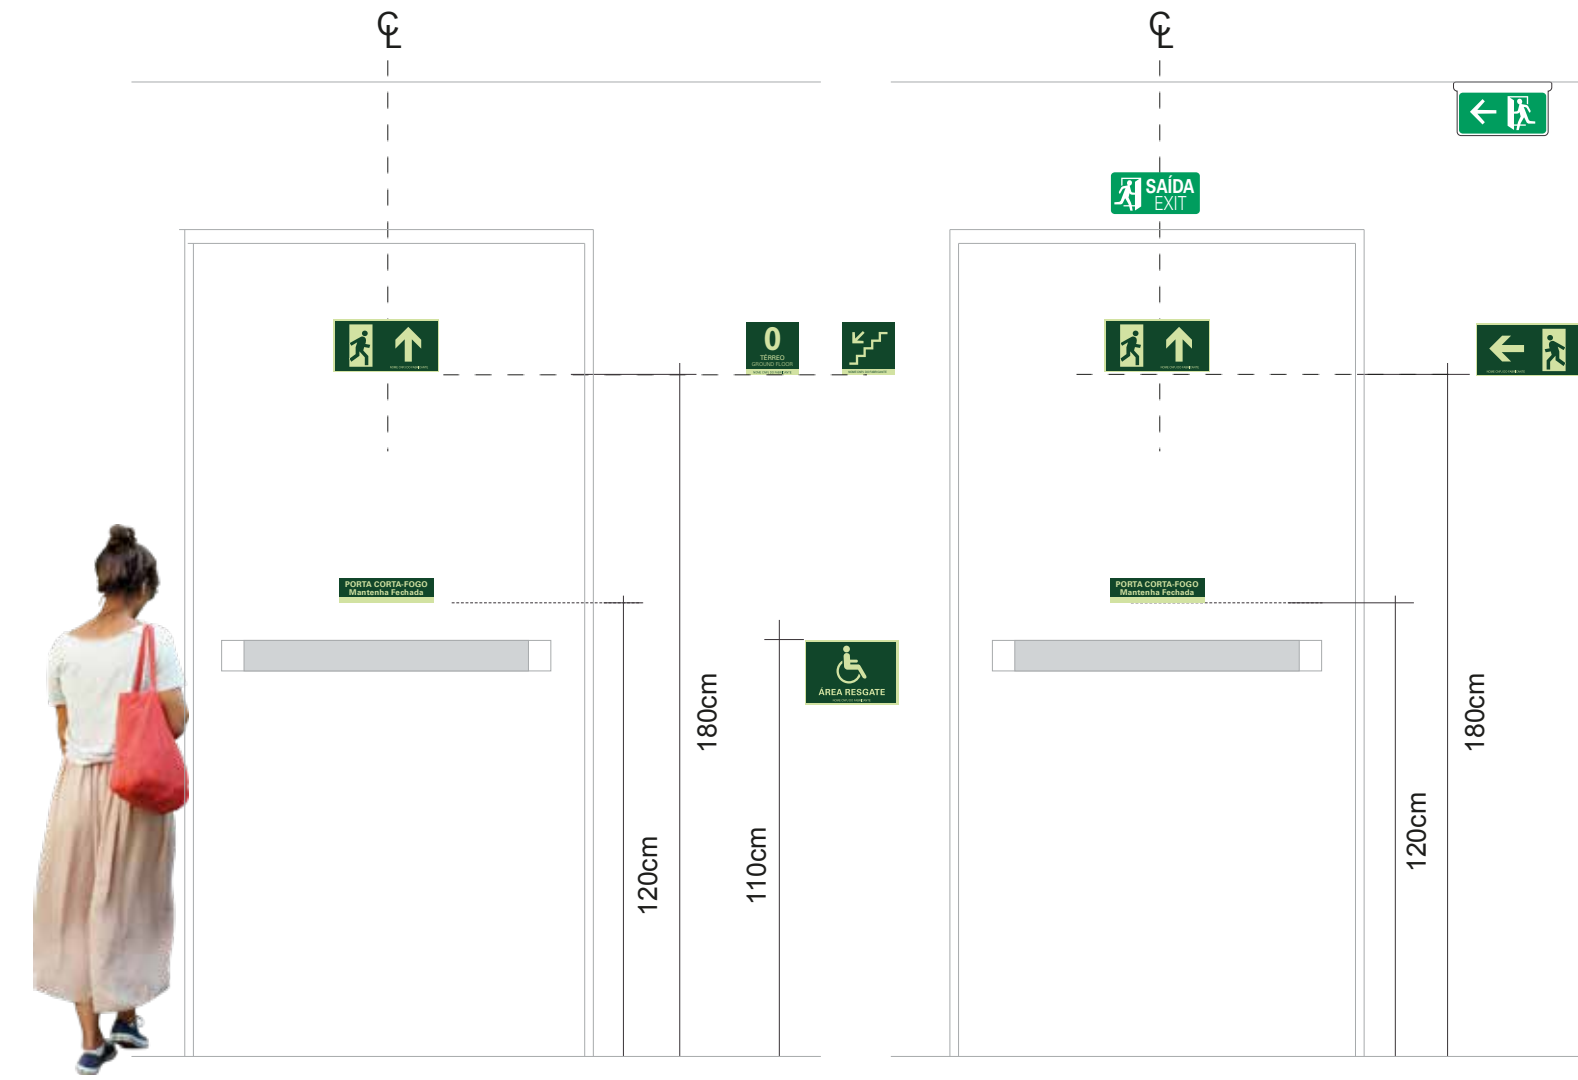 ℄
℄
SAÍDA
EXIT
0
TÉRREO
GROUND FLOOR
PORTA CORTA-FOGO
Mantenha Fechada
PORTA CORTA-FOGO
Mantenha Fechada
ÁREA RESGATE
180cm
120cm
110cm
180cm
120cm